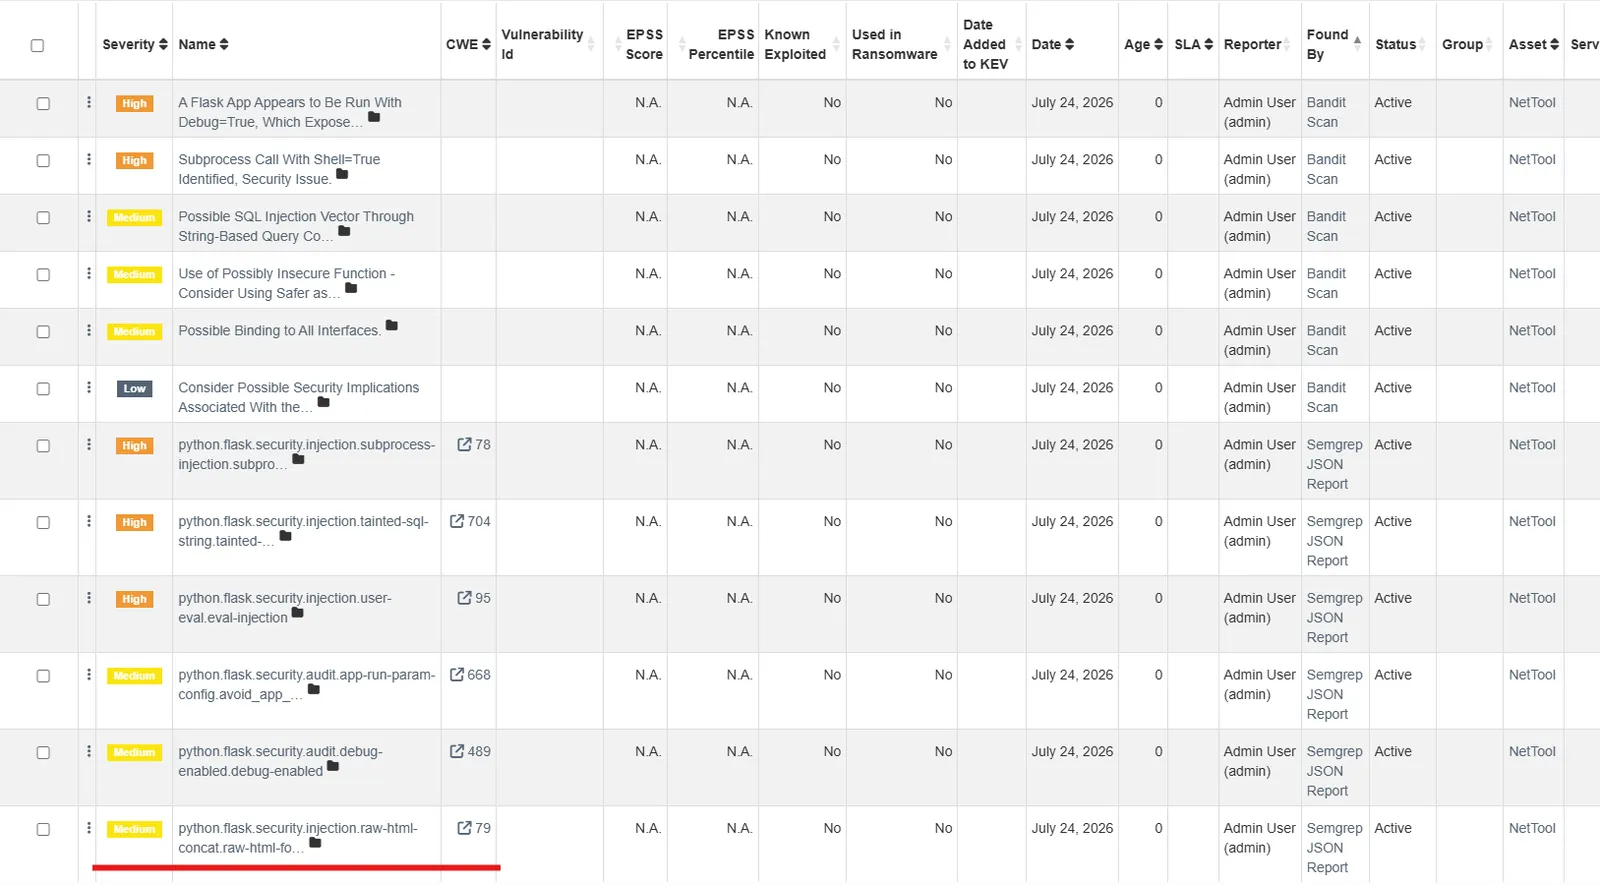 Severity Name CWE Vulnerability Id EPSS Score EPSS Percentile Known Exploited Used in Ransomware Date Added to KEV Date Age SLA Reporter Found By Status Group Asset Serv
High A Flask App Appears to Be Run With Debug=True, Which Expose… N.A. N.A. No No July 24, 2026 0 Admin User (admin) Bandit Scan Active NetTool
High Subprocess Call With Shell=True Identified, Security Issue. N.A. N.A. No No July 24, 2026 0 Admin User (admin) Bandit Scan Active NetTool
Medium Possible SQL Injection Vector Through String-Based Query Co… N.A. N.A. No No July 24, 2026 0 Admin User (admin) Bandit Scan Active NetTool
Medium Use of Possibly Insecure Function - Consider Using Safer as… N.A. N.A. No No July 24, 2026 0 Admin User (admin) Bandit Scan Active NetTool
Medium Possible Binding to All Interfaces. N.A. N.A. No No July 24, 2026 0 Admin User (admin) Bandit Scan Active NetTool
Low Consider Possible Security Implications Associated With the… N.A. N.A. No No July 24, 2026 0 Admin User (admin) Bandit Scan Active NetTool
High python.flask.security.injection.subprocess-injection.subpro… 78 N.A. N.A. No No July 24, 2026 0 Admin User (admin) Semgrep JSON Report Active NetTool
High python.flask.security.injection.tainted-sql-string.tainted-… 704 N.A. N.A. No No July 24, 2026 0 Admin User (admin) Semgrep JSON Report Active NetTool
High python.flask.security.injection.user-eval.eval-injection 95 N.A. N.A. No No July 24, 2026 0 Admin User (admin) Semgrep JSON Report Active NetTool
Medium python.flask.security.audit.app-run-param-config.avoid_app_… 668 N.A. N.A. No No July 24, 2026 0 Admin User (admin) Semgrep JSON Report Active NetTool
Medium python.flask.security.audit.debug-enabled.debug-enabled 489 N.A. N.A. No No July 24, 2026 0 Admin User (admin) Semgrep JSON Report Active NetTool
Medium python.flask.security.injection.raw-html-concat.raw-html-fo… 79 N.A. N.A. No No July 24, 2026 0 Admin User (admin) Semgrep JSON Report Active NetTool